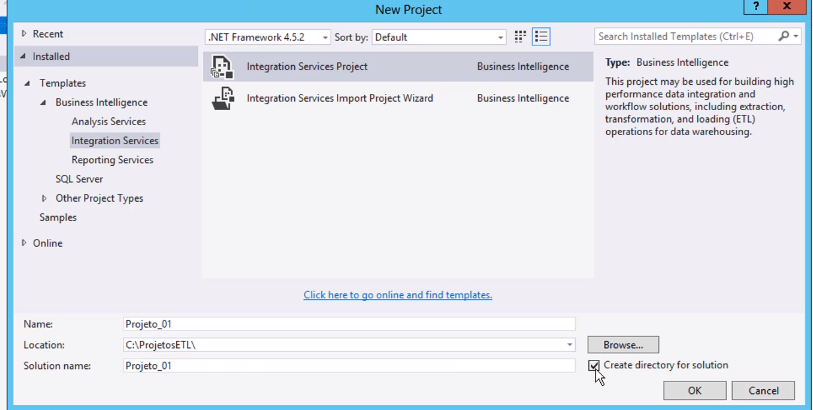 New Project
?
x
Recent
.NET Framework 4.5.2
Sort by:
Default
Search Installed Templates (Ctrl+E)
Installed
Templates
Business Intelligence
Analysis Services
Integration Services
Reporting Services
SQL Server
Other Project Types
Samples
Online
Integration Services Project
Business Intelligence
Integration Services Import Project Wizard
Business Intelligence
Type: Business Intelligence
This project may be used for building high
performance data integration and
workflow solutions, including extraction,
transformation, and loading (ETL)
operations for data warehousing.
Click here to go online and find templates.
Name:
Projeto_01
Location:
C:\ProjetosETL\
Browse...
Solution name:
Projeto_01
Create directory for solution
OK
Cancel